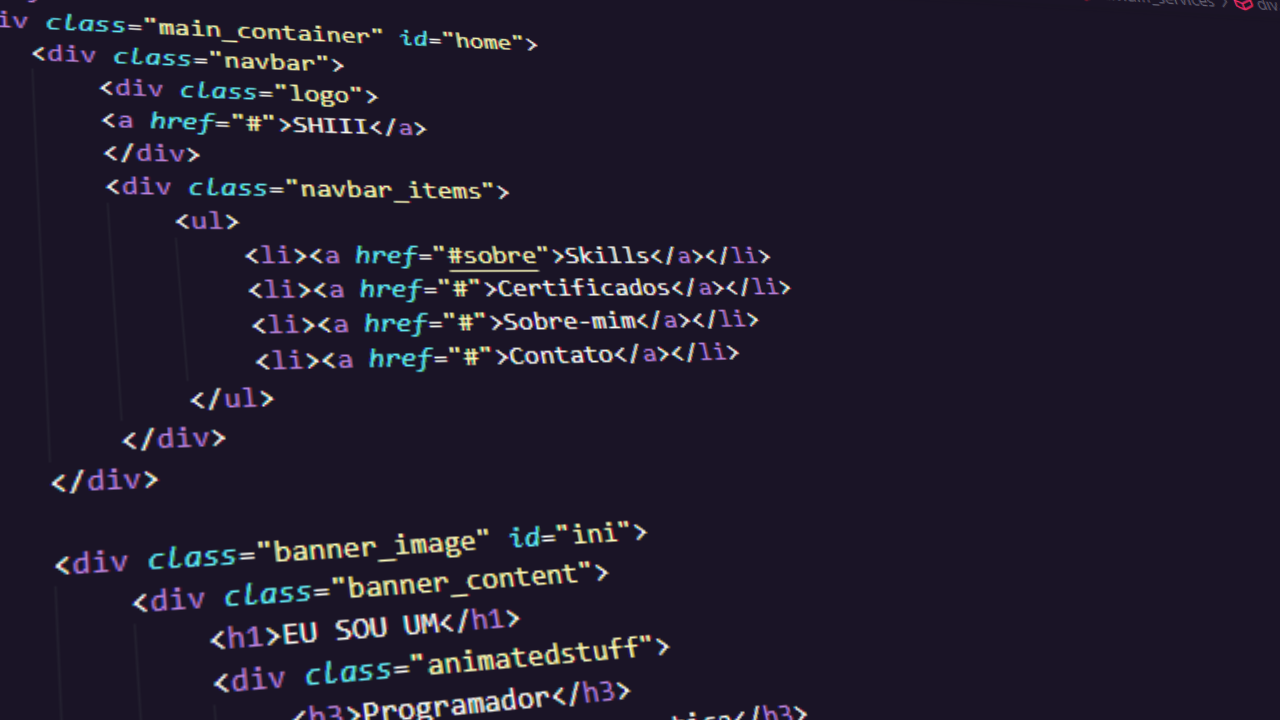 div
iv class="main_container" id="home">
<div class="navbar">
<div class="logo">
<a href="#">SHIII</a>
</div>
<div class="navbar_items">
<ul>
<li><a href="#sobre">Skills</a></li>
<li><a href="#">Certificados</a></li>
<li><a href="#">Sobre-mim</a></li>
<li><a href="#">Contato</a></li>
</ul>
</div>
</div>
<div class="banner_image" id="ini">
<div class="banner_content">
<h1>EU SOU UM</h1>
<div class="animatedstuff">
<h3>Programador</h3>
</h3>